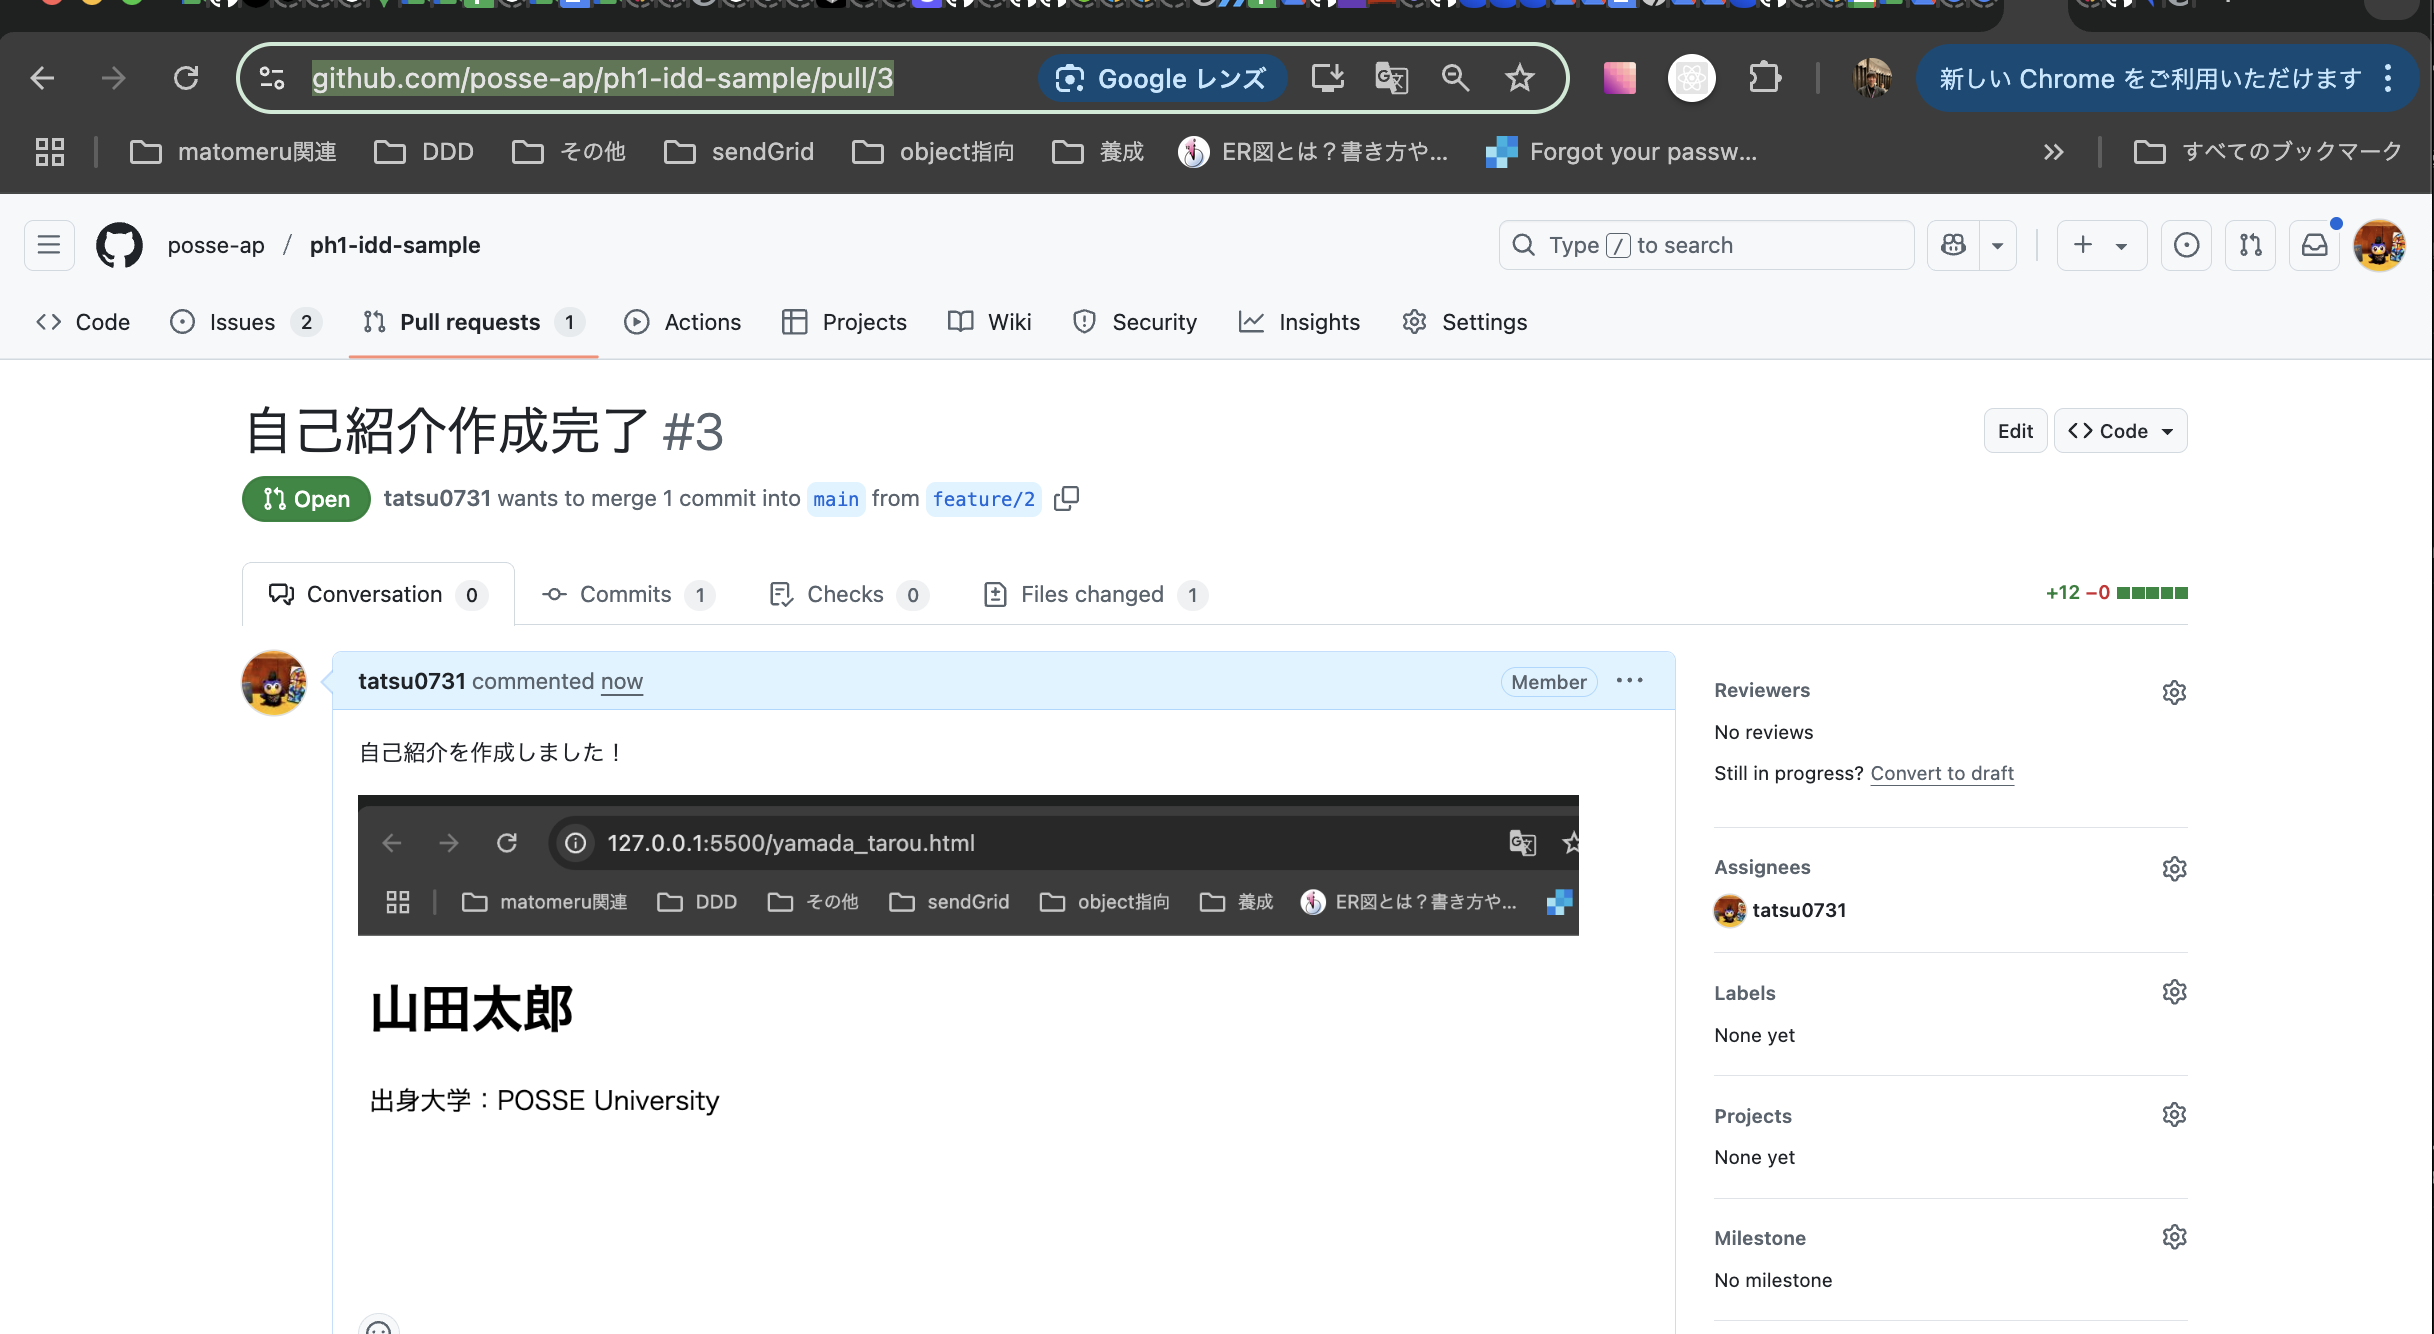 github.com/posse-ap/ph1-idd-sample/pull/3
Google レンズ
新しい Chrome をご利用いただけます
matomeru関連
DDD
その他
sendGrid
object指向
養成
ER図とは？書き方や...
Forgot your passw...
すべてのブックマーク
posse-ap / ph1-idd-sample
Type / to search
Code
Issues 2
Pull requests 1
Actions
Projects
Wiki
Security
Insights
Settings
自己紹介作成完了 #3
Edit
Code
Open
tatsu0731 wants to merge 1 commit into main from feature/2
Conversation 0
Commits 1
Checks 0
Files changed 1
+12 −0
tatsu0731 commented now
Member
自己紹介を作成しました！
127.0.0.1:5500/yamada_tarou.html
matomeru関連
DDD
その他
sendGrid
object指向
養成
ER図とは？書き方や...
山田太郎
出身大学：POSSE University
Reviewers
No reviews
Still in progress? Convert to draft
Assignees
tatsu0731
Labels
None yet
Projects
None yet
Milestone
No milestone